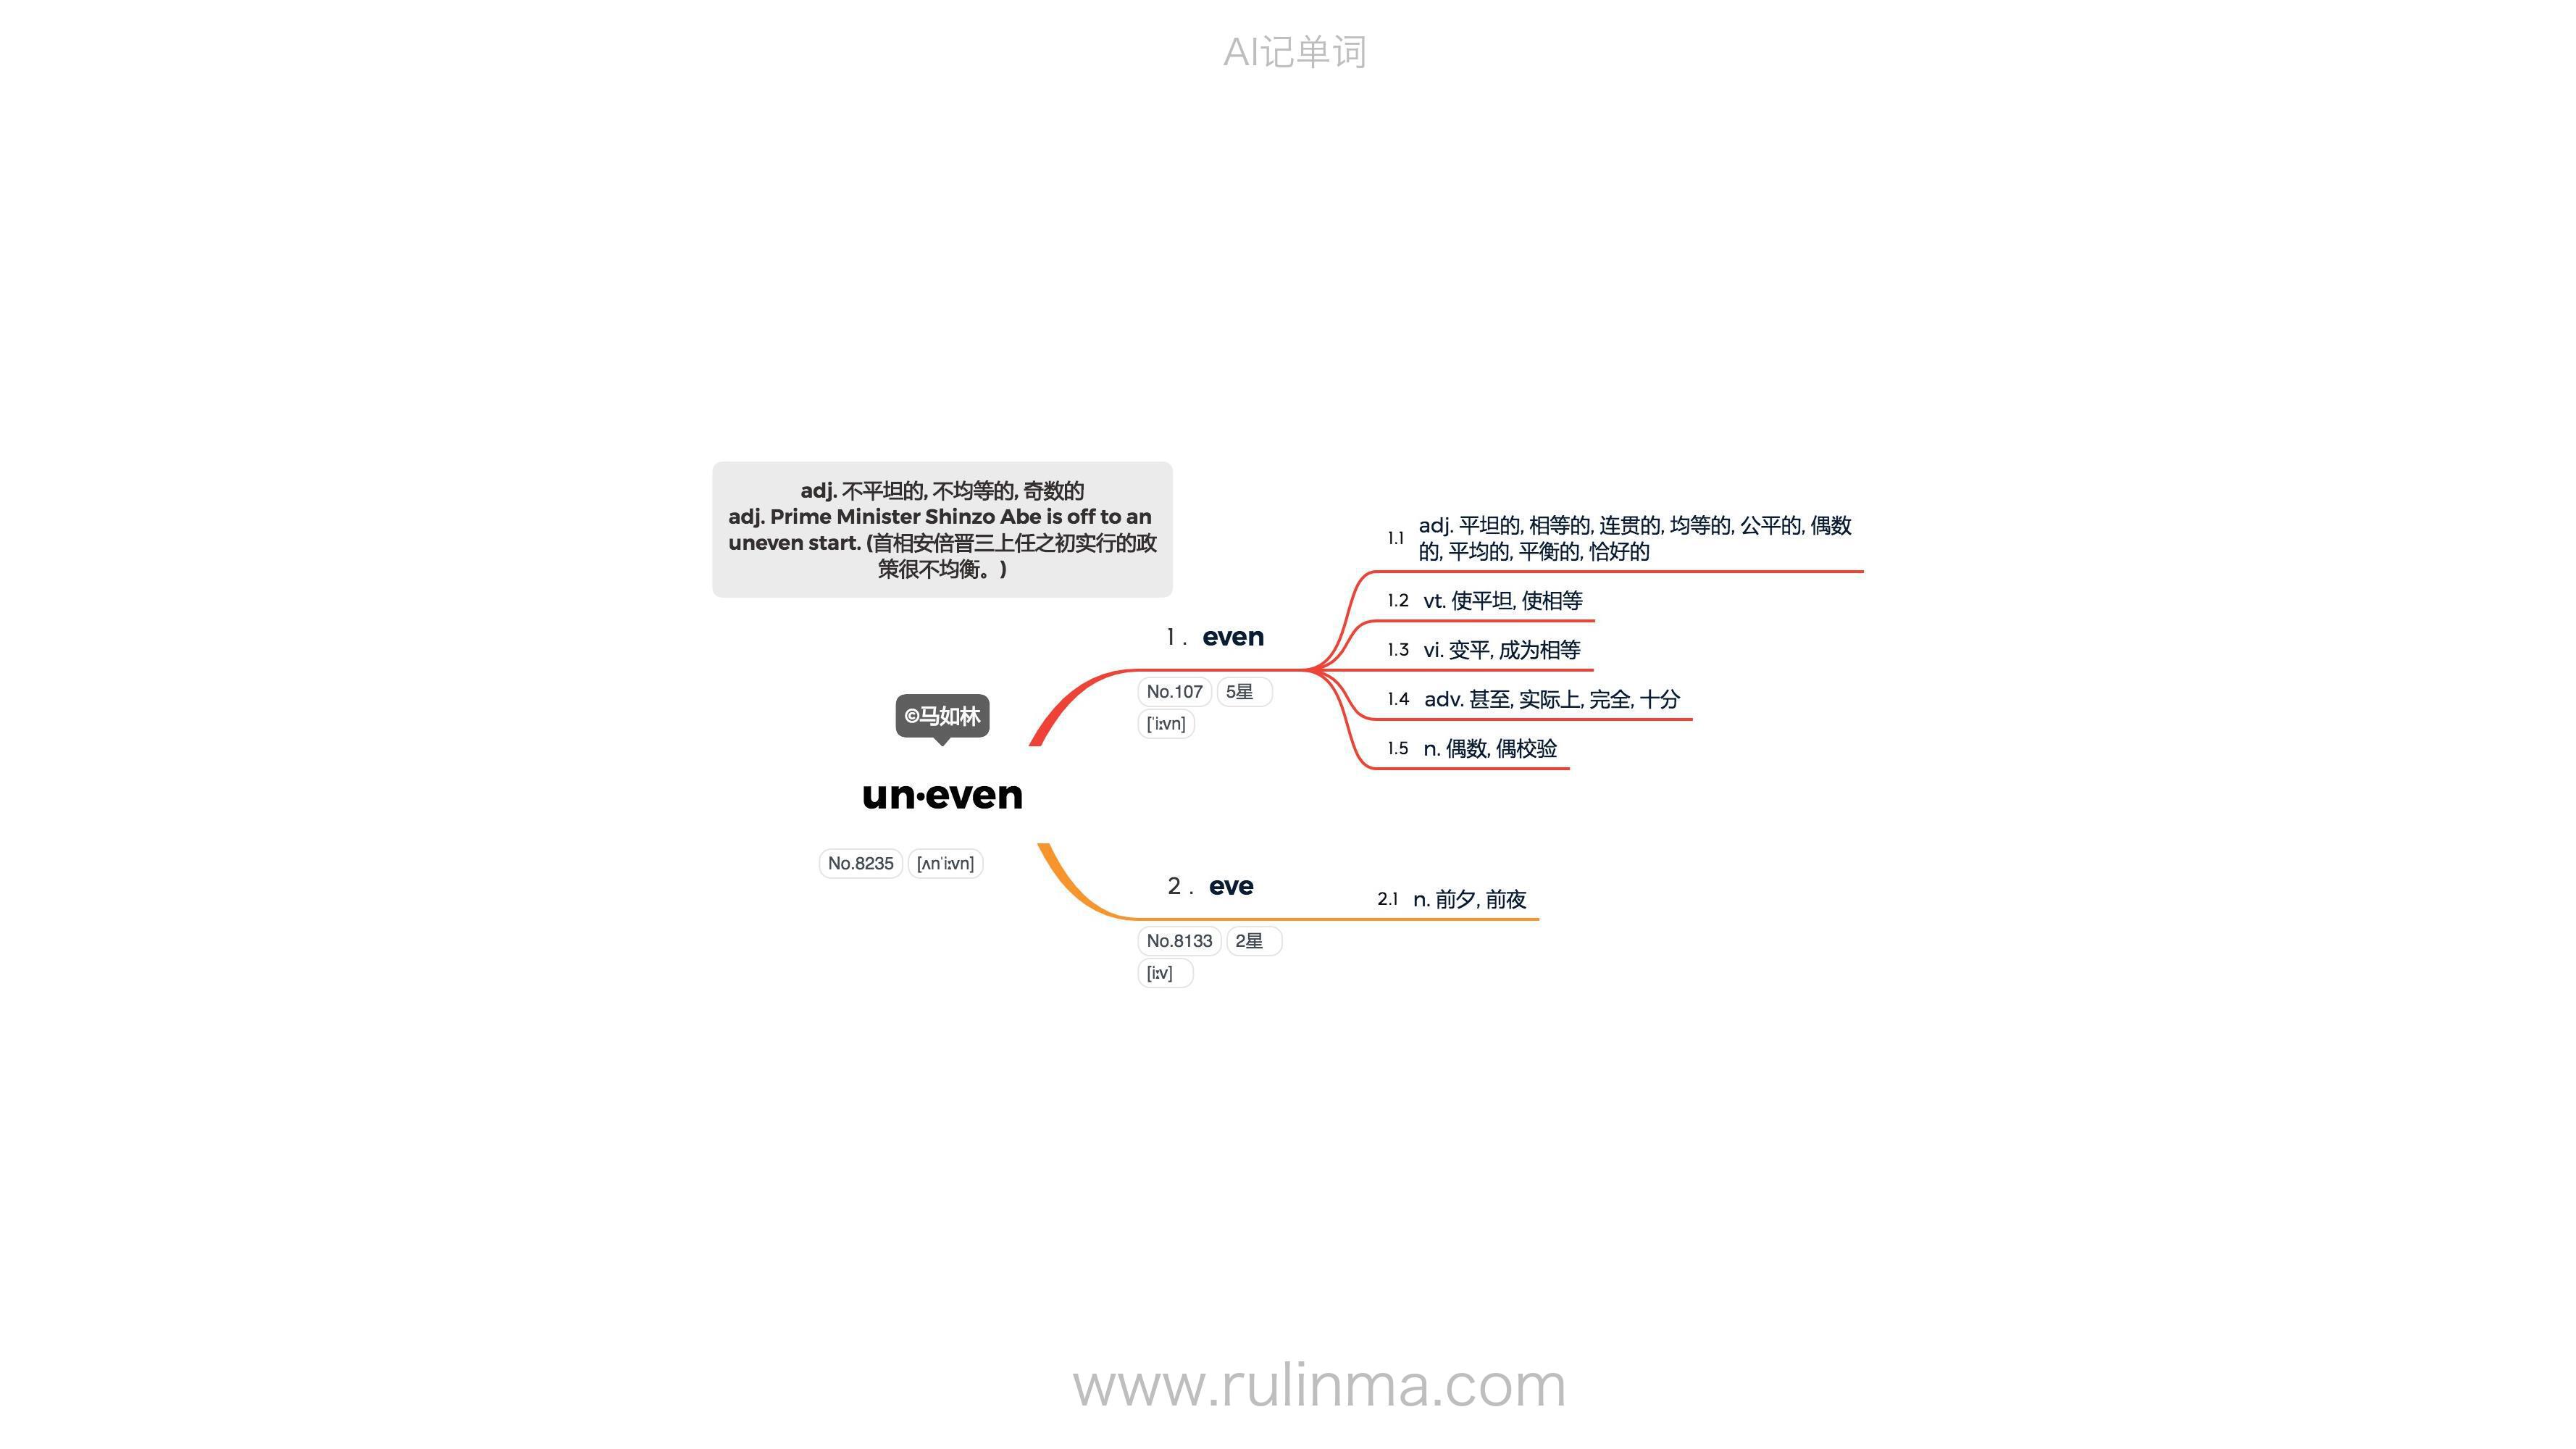 AI记单词
adj. 不平坦的, 不均等的, 奇数的
adj. Prime Minister Shinzo Abe is off to an
uneven start. (首相安倍晋三上任之初实行的政
策很不均衡。)
©马如林
un·even
No.8235 [ʌnˈiːvn]
1. even
No.107 5星
[ˈiːvn]
1.1 adj. 平坦的, 相等的, 连贯的, 均等的, 公平的, 偶数
的, 平均的, 平衡的, 恰好的
1.2 vt. 使平坦, 使相等
1.3 vi. 变平, 成为相等
1.4 adv. 甚至, 实际上, 完全, 十分
1.5 n. 偶数, 偶校验
2. eve
No.8133 2星
[iːv]
2.1 n. 前夕, 前夜
www.rulinma.com